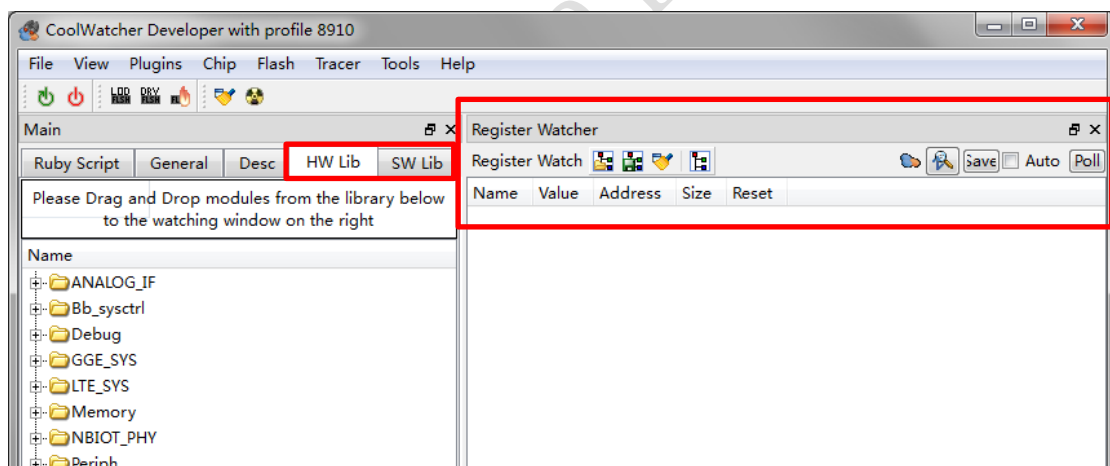 CoolWatcher Developer with profile 8910
File View Plugins Chip Flash Tracer Tools Help
Main
Ruby Script General Desc HW Lib SW Lib
Please Drag and Drop modules from the library below
to the watching window on the right
Name
ANALOG_IF
Bb_sysctrl
Debug
GGE_SYS
LTE_SYS
Memory
NBIOT_PHY
Periph
Register Watcher
Register Watch Save Auto Poll
Name Value Address Size Reset